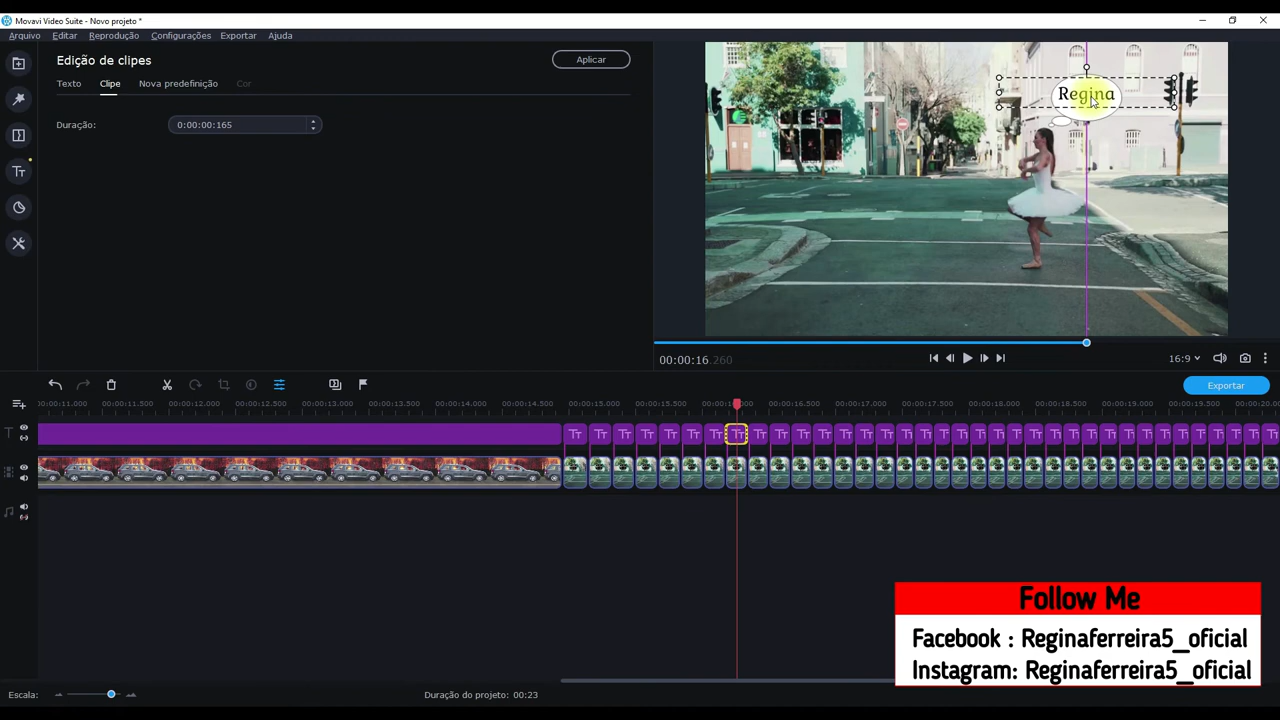 Movavi Video Suite - Novo projeto *
Arquivo Editar Reprodução Configurações Exportar Ajuda
Edição de clipes
Aplicar
Texto Clipe Nova predefinição Cor
Duração: 0:00:00:165
Regina
00:00:16.260
16:9
Exportar
00:00:11.000 00:00:11.500 00:00:12.000 00:00:12.500 00:00:13.000 00:00:13.500 00:00:14.000 00:00:14.500 00:00:15.000 00:00:15.500 00:00:16.500 00:00:17.000 00:00:17.500 00:00:18.000 00:00:18.500 00:00:19.000 00:00:19.500 00:00:20.000
Follow Me
Facebook : Reginaferreira5_oficial
Instagram: Reginaferreira5_oficial
Escala:
Duração do projeto: 00:23